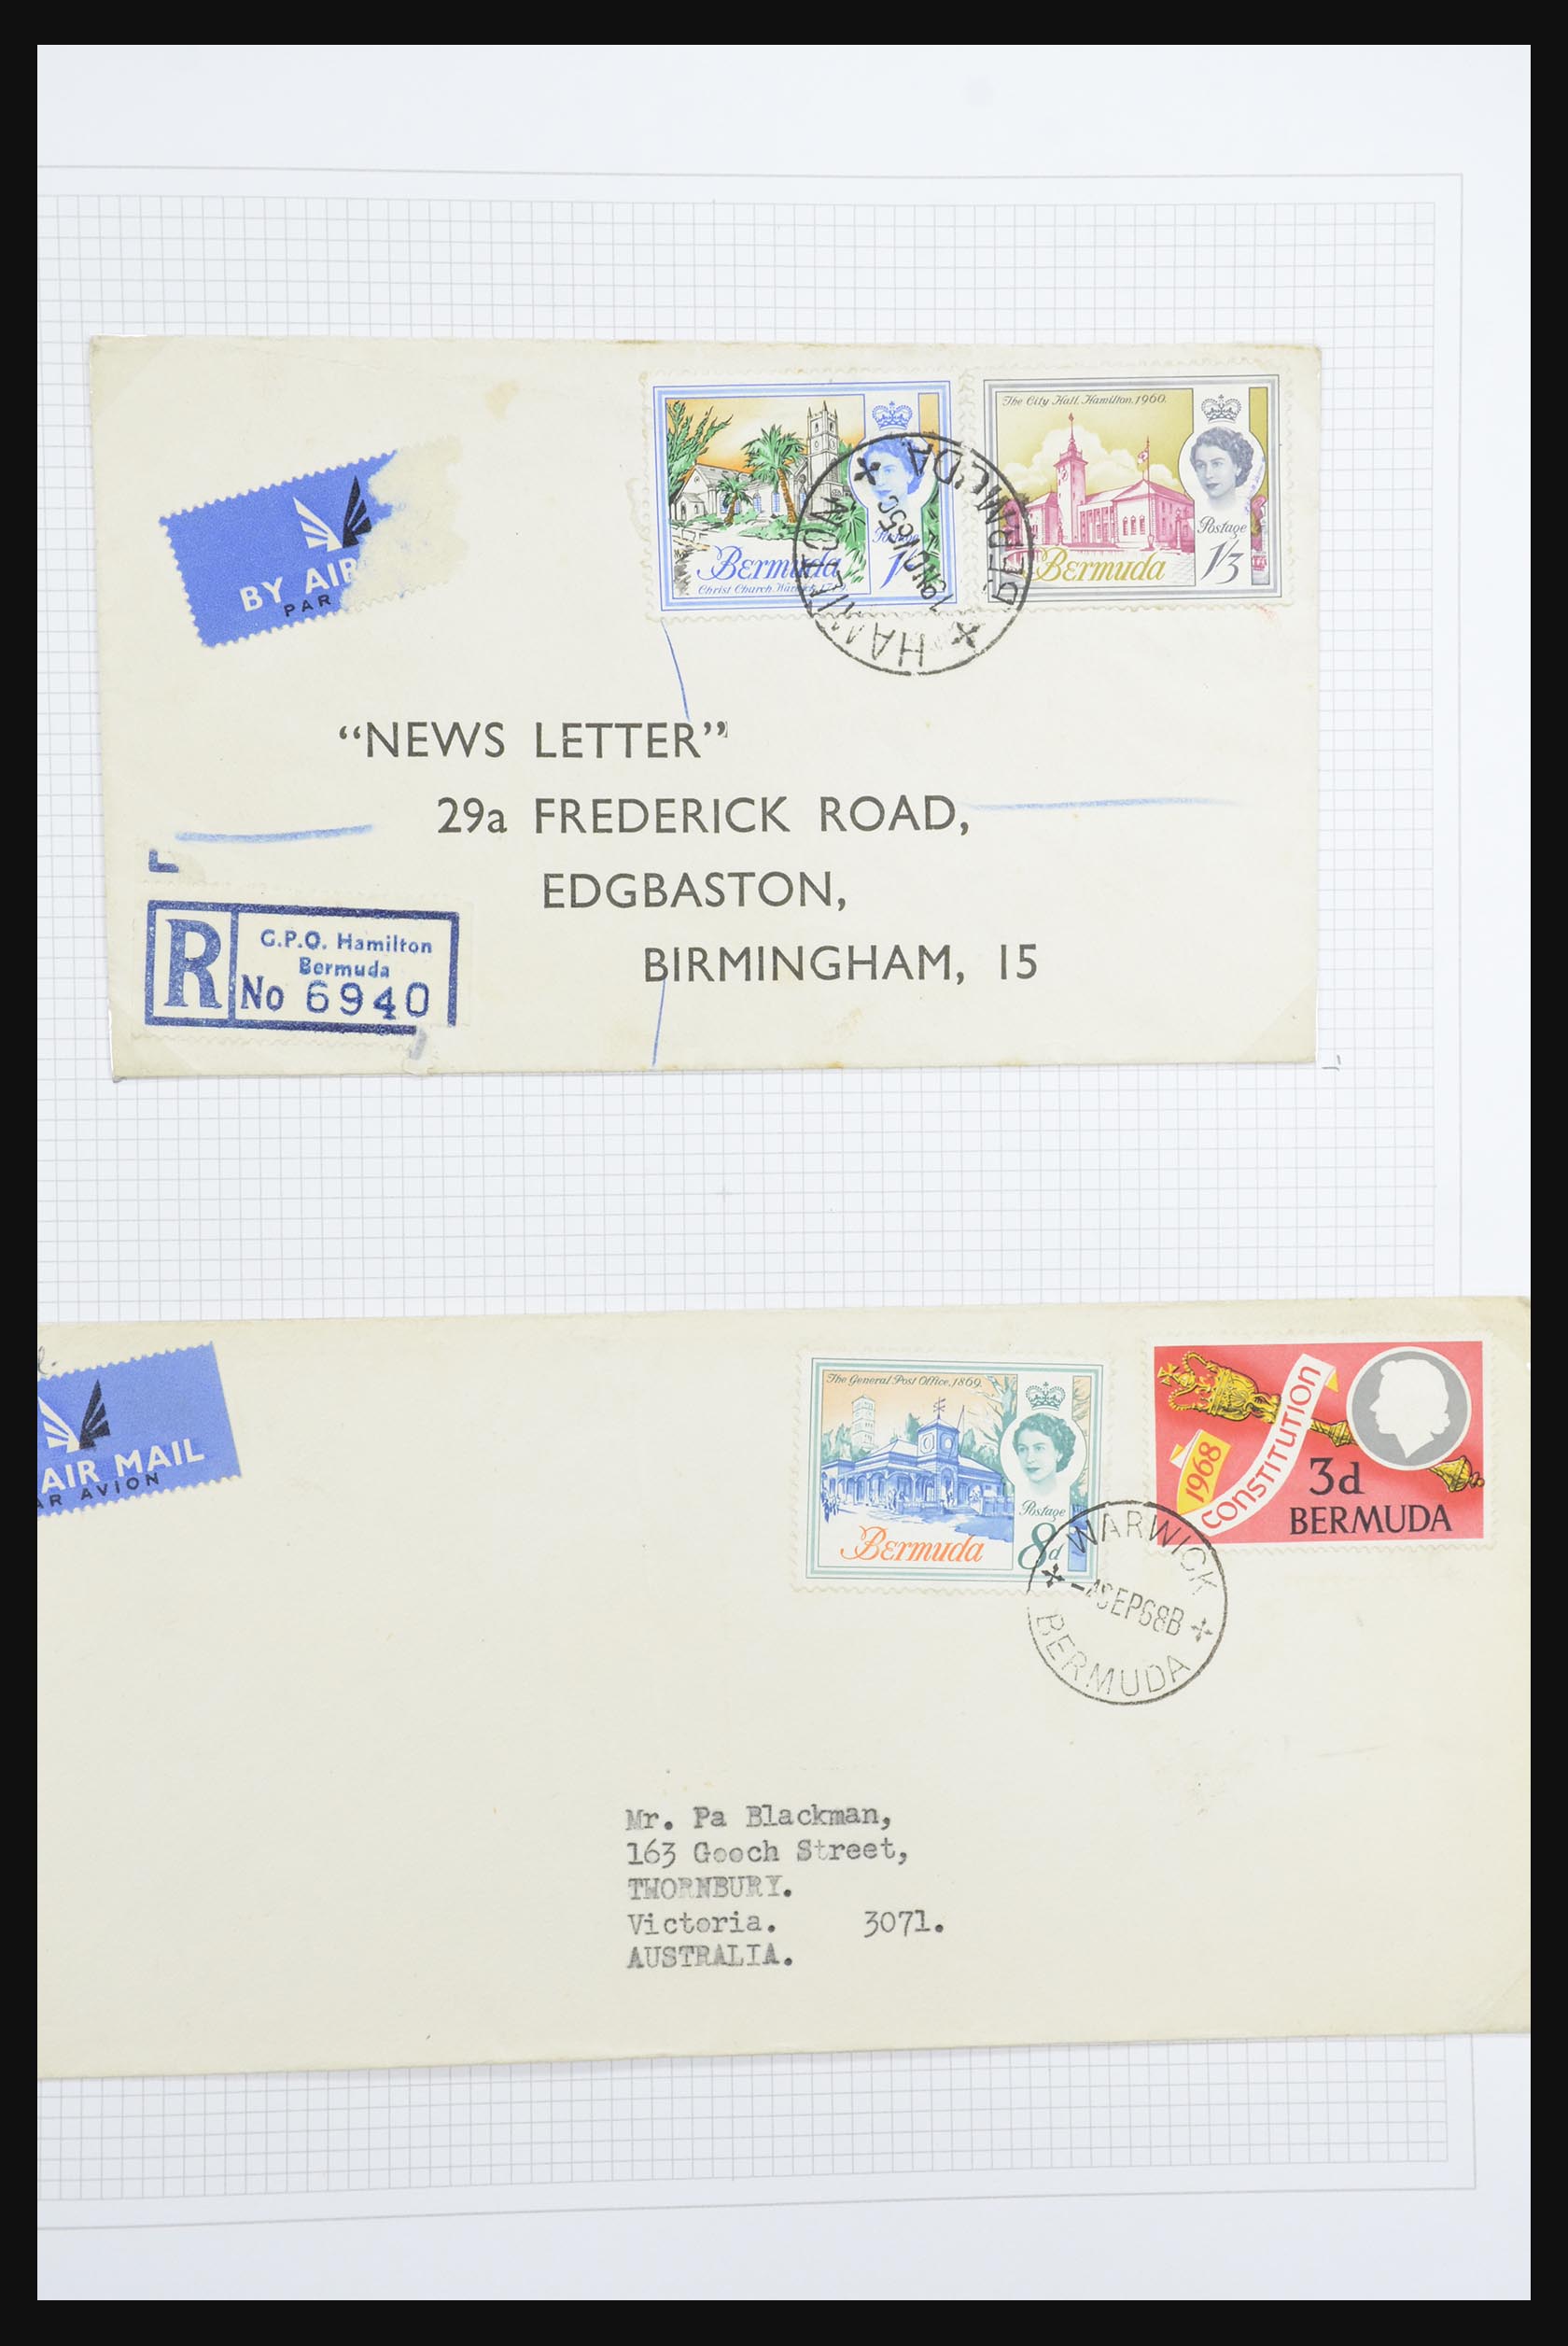 The City Hall, Hamilton, 1960.
Postage
Bermuda
1/3
Bermuda
Christ Church Warwick
HAMILTON
BERMUDA
BY AIR
PAR
“NEWS LETTER”
29a FREDERICK ROAD,
EDGBASTON,
BIRMINGHAM, 15
R
G.P.O. Hamilton
Bermuda
No 6940
AIR MAIL
AR AVION
The General Post Office, 1869.
Postage
Bermuda
8d
1968
CONSTITUTION
3d
BERMUDA
WARWICK
-4SEP68B
BERMUDA
Mr. Pa Blackman,
163 Gooch Street,
THORNBURY.
Victoria. 3071.
AUSTRALIA.